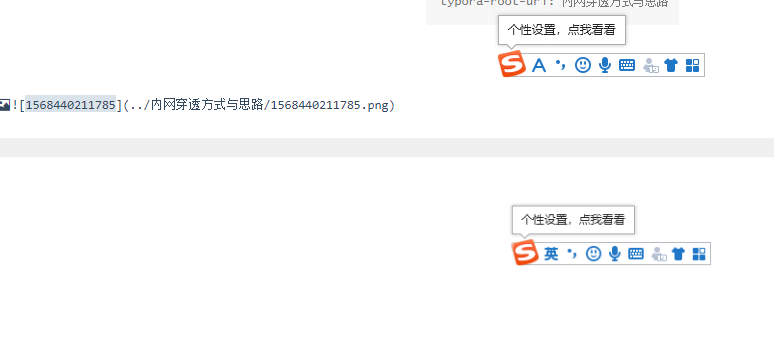 typora-root-url: 内网穿透方式与思路
个性设置，点我看看
S A
![1568440211785](../内网穿透方式与思路/1568440211785.png)
个性设置，点我看看
S 英